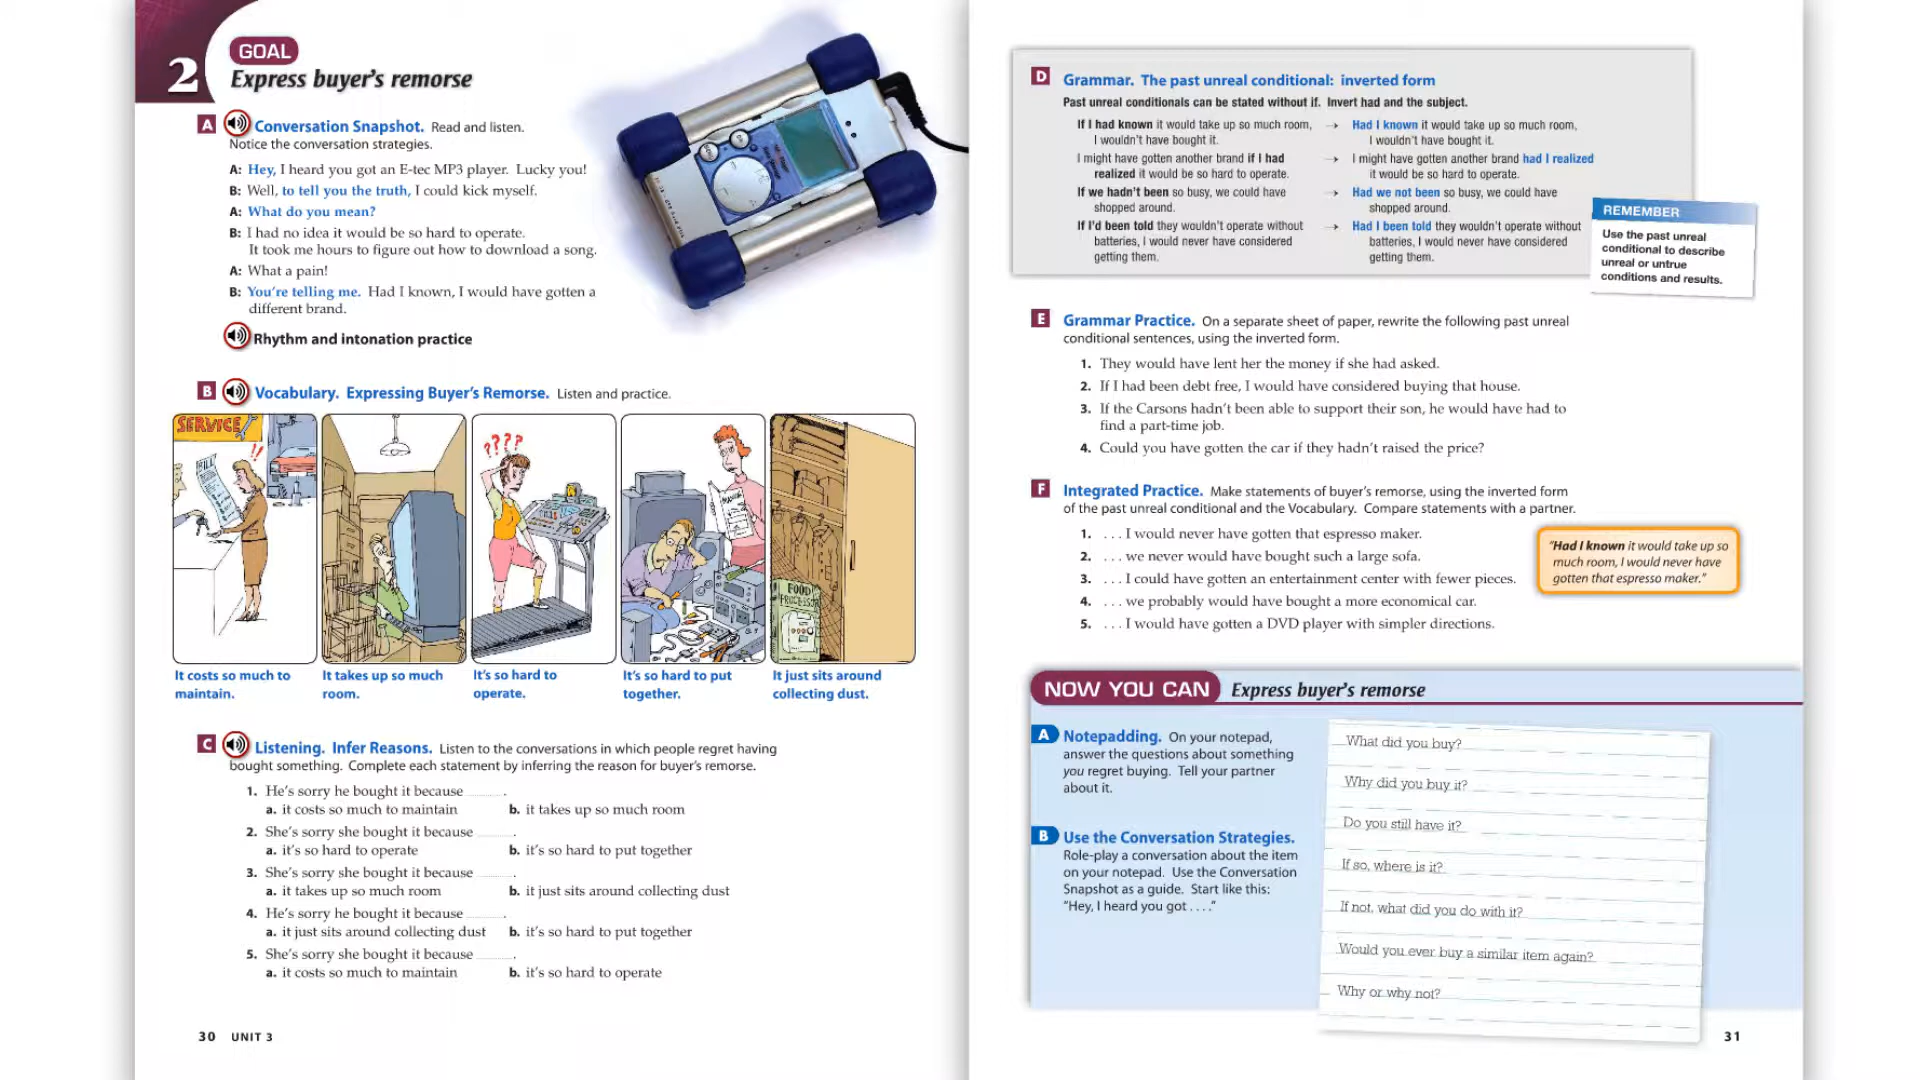 2
GOAL
Express buyer's remorse
A Conversation Snapshot. Read and listen.
Notice the conversation strategies.
A: Hey, I heard you got an E-tec MP3 player. Lucky you!
B: Well, to tell you the truth, I could kick myself.
A: What do you mean?
B: I had no idea it would be so hard to operate.
It took me hours to figure out how to download a song.
A: What a pain!
B: You're telling me. Had I known, I would have gotten a
different brand.
Rhythm and intonation practice
B Vocabulary. Expressing Buyer's Remorse. Listen and practice.
SERVICE
BILL
!!
????
MANUAL
FOOD
PROCESSOR
It costs so much to
maintain.
It takes up so much
room.
It's so hard to
operate.
It's so hard to put
together.
It just sits around
collecting dust.
C Listening. Infer Reasons. Listen to the conversations in which people regret having
bought something. Complete each statement by inferring the reason for buyer's remorse.
1. He's sorry he bought it because ______.
a. it costs so much to maintain b. it takes up so much room
2. She's sorry she bought it because ______.
a. it's so hard to operate b. it's so hard to put together
3. She's sorry she bought it because ______.
a. it takes up so much room b. it just sits around collecting dust
4. He's sorry he bought it because ______.
a. it just sits around collecting dust b. it's so hard to put together
5. She's sorry she bought it because ______.
a. it costs so much to maintain b. it's so hard to operate
30 UNIT 3
D Grammar. The past unreal conditional: inverted form
Past unreal conditionals can be stated without if. Invert had and the subject.
If I had known it would take up so much room, → Had I known it would take up so much room,
I wouldn't have bought it. I wouldn't have bought it.
I might have gotten another brand if I had → I might have gotten another brand had I realized
realized it would be so hard to operate. it would be so hard to operate.
If we hadn't been so busy, we could have → Had we not been so busy, we could have
shopped around. shopped around.
If I'd been told they wouldn't operate without → Had I been told they wouldn't operate without
batteries, I would never have considered batteries, I would never have considered
getting them. getting them.
REMEMBER
Use the past unreal
conditional to describe
unreal or untrue
conditions and results.
E Grammar Practice. On a separate sheet of paper, rewrite the following past unreal
conditional sentences, using the inverted form.
1. They would have lent her the money if she had asked.
2. If I had been debt free, I would have considered buying that house.
3. If the Carsons hadn't been able to support their son, he would have had to
find a part-time job.
4. Could you have gotten the car if they hadn't raised the price?
F Integrated Practice. Make statements of buyer's remorse, using the inverted form
of the past unreal conditional and the Vocabulary. Compare statements with a partner.
1. . . . I would never have gotten that espresso maker.
2. . . . we never would have bought such a large sofa.
3. . . . I could have gotten an entertainment center with fewer pieces.
4. . . . we probably would have bought a more economical car.
5. . . . I would have gotten a DVD player with simpler directions.
"Had I known it would take up so
much room, I would never have
gotten that espresso maker."
NOW YOU CAN Express buyer's remorse
A Notepadding. On your notepad,
answer the questions about something
you regret buying. Tell your partner
about it.
B Use the Conversation Strategies.
Role-play a conversation about the item
on your notepad. Use the Conversation
Snapshot as a guide. Start like this:
"Hey, I heard you got . . . ."
What did you buy?
Why did you buy it?
Do you still have it?
If so, where is it?
If not, what did you do with it?
Would you ever buy a similar item again?
Why or why not?
31